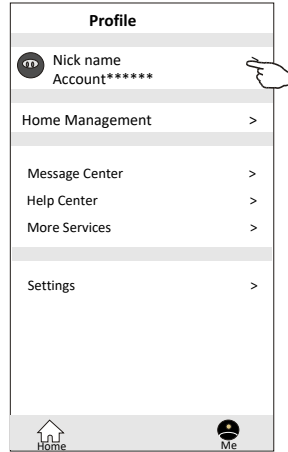 Profile
Nick name
Account******
Home Management >
Message Center >
Help Center >
More Services >
Settings >
Home Me